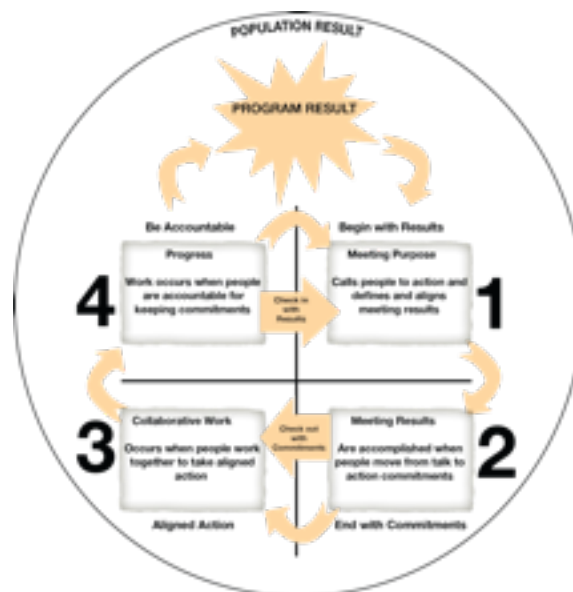 POPULATION RESULT
PROGRAM RESULT
Be Accountable
Begin with Results
4
Progress
Work occurs when people
are accountable for
keeping commitments
Check in
with
Results
Meeting Purpose
Calls people to action and
defines and aligns
meeting results
1
3
Collaborative Work
Occurs when people work
together to take aligned
action
Check out
with
Commitments
Meeting Results
Are accomplished when
people move from talk to
action commitments
2
Aligned Action
End with Commitments